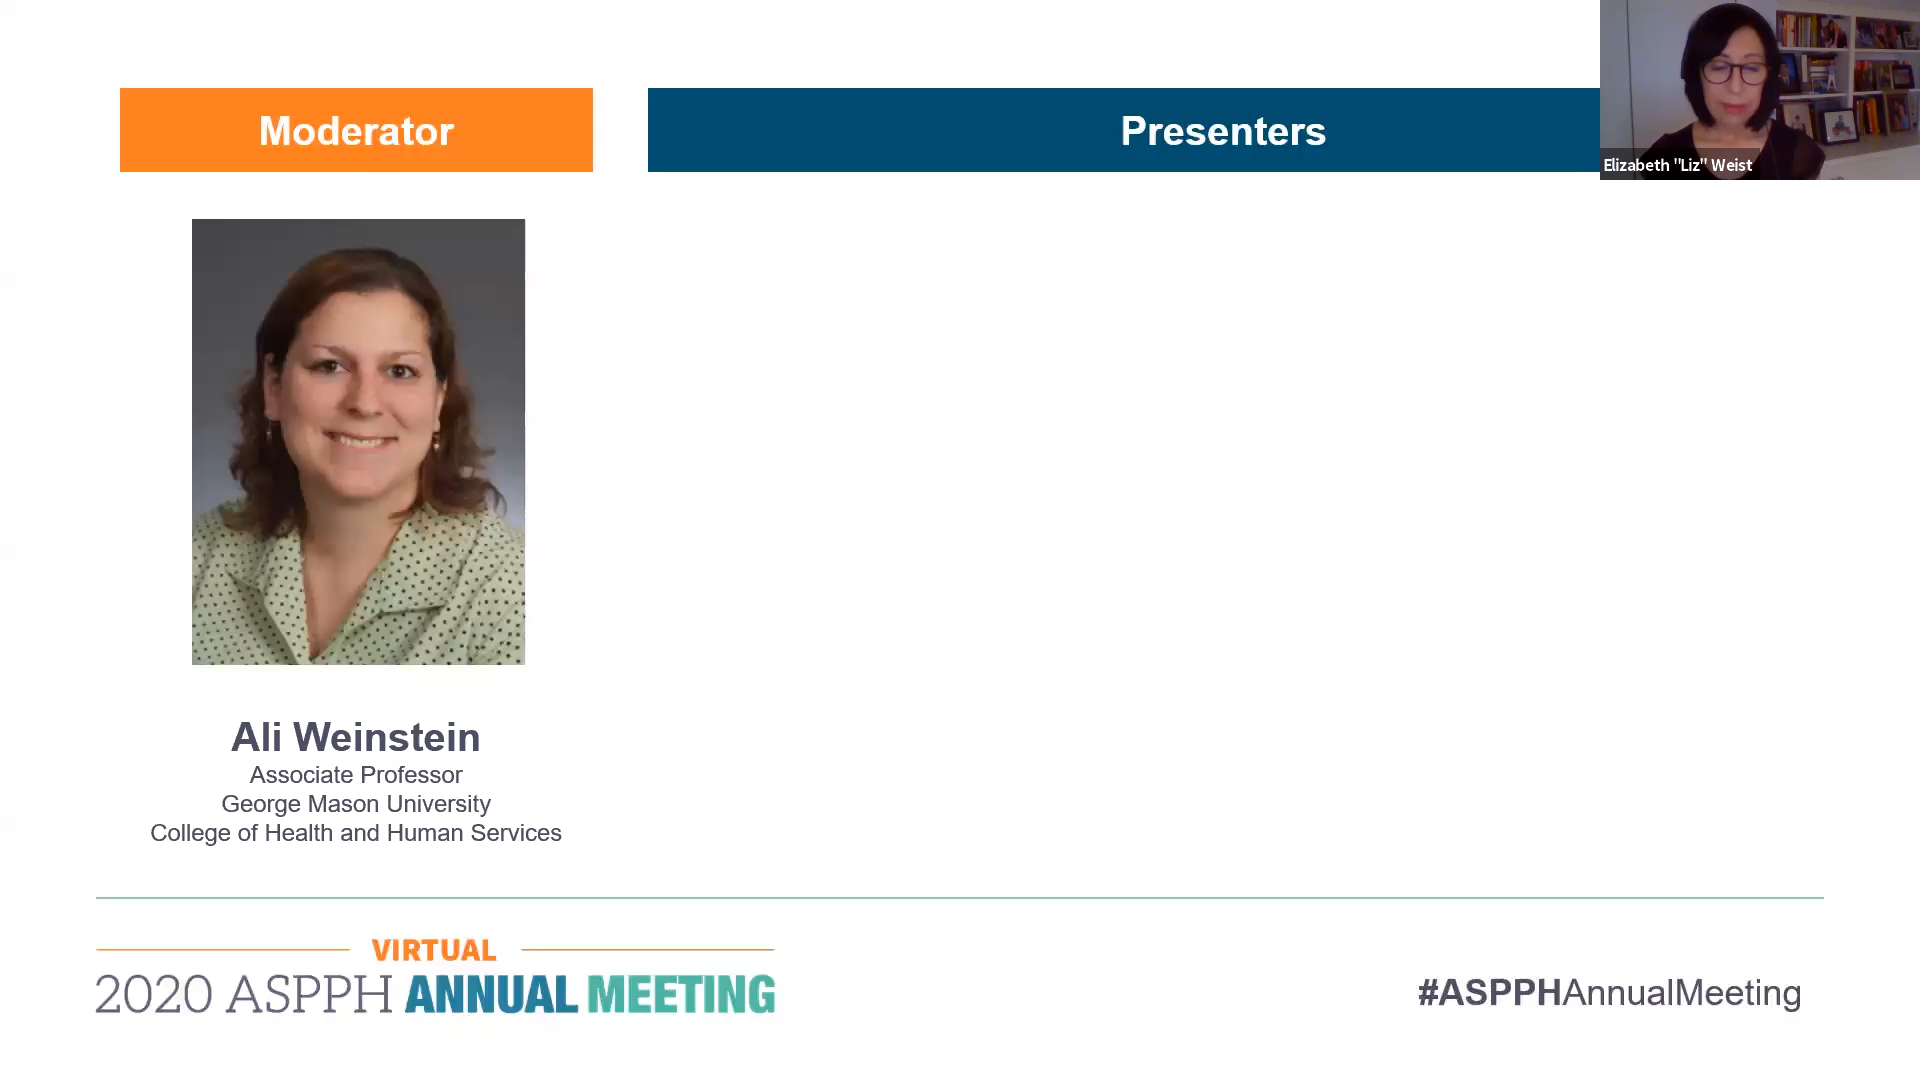 Moderator
Presenters
Elizabeth "Liz" Weist
Ali Weinstein
Associate Professor
George Mason University
College of Health and Human Services
VIRTUAL
2020 ASPPH ANNUAL MEETING
#ASPPHAnnualMeeting